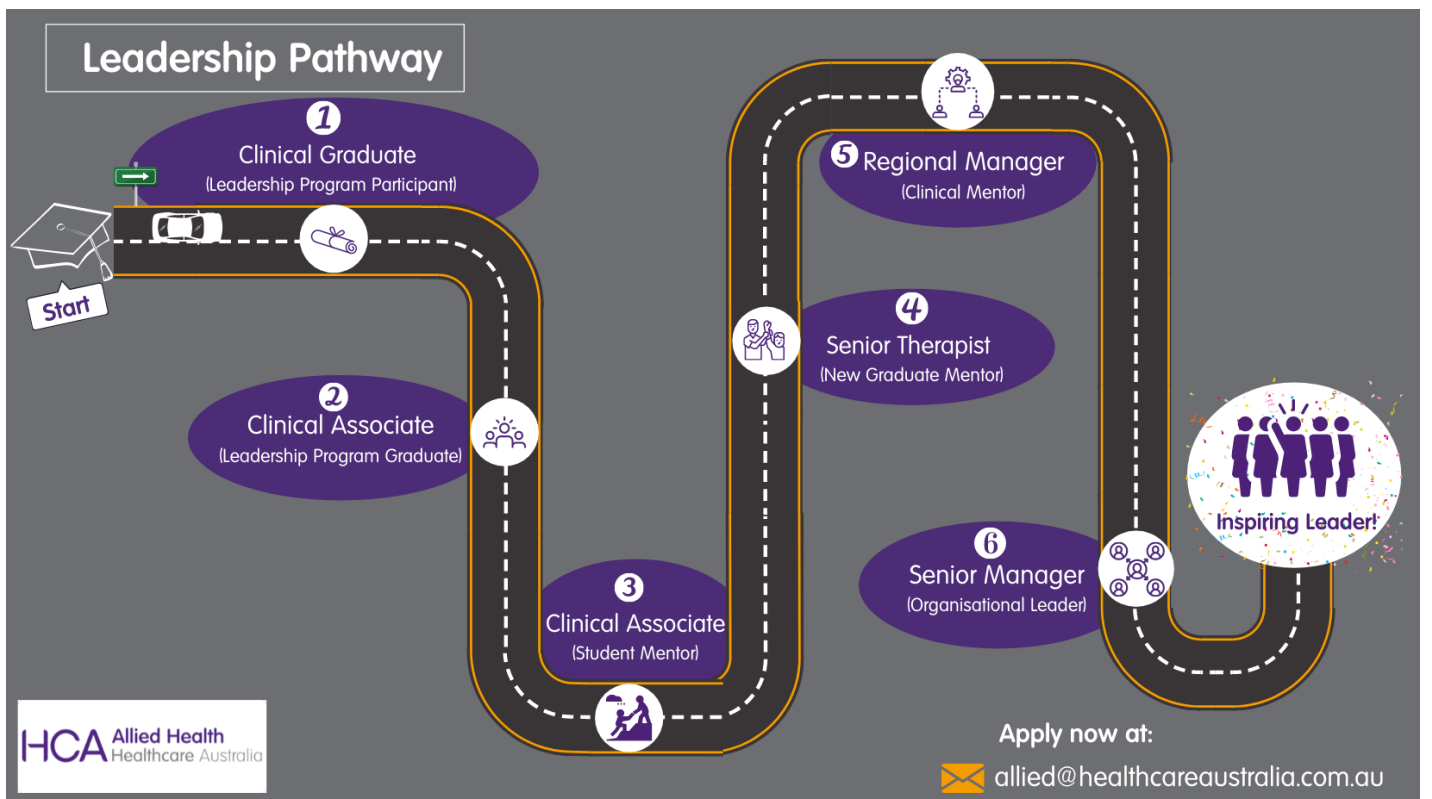 Leadership Pathway
1
Clinical Graduate
(Leadership Program Participant)
Start
2
Clinical Associate
(Leadership Program Graduate)
3
Clinical Associate
(Student Mentor)
4
Senior Therapist
(New Graduate Mentor)
5 Regional Manager
(Clinical Mentor)
6
Senior Manager
(Organisational Leader)
Inspiring Leader!
HCA Allied Health
Healthcare Australia
Apply now at:
allied@healthcareaustralia.com.au